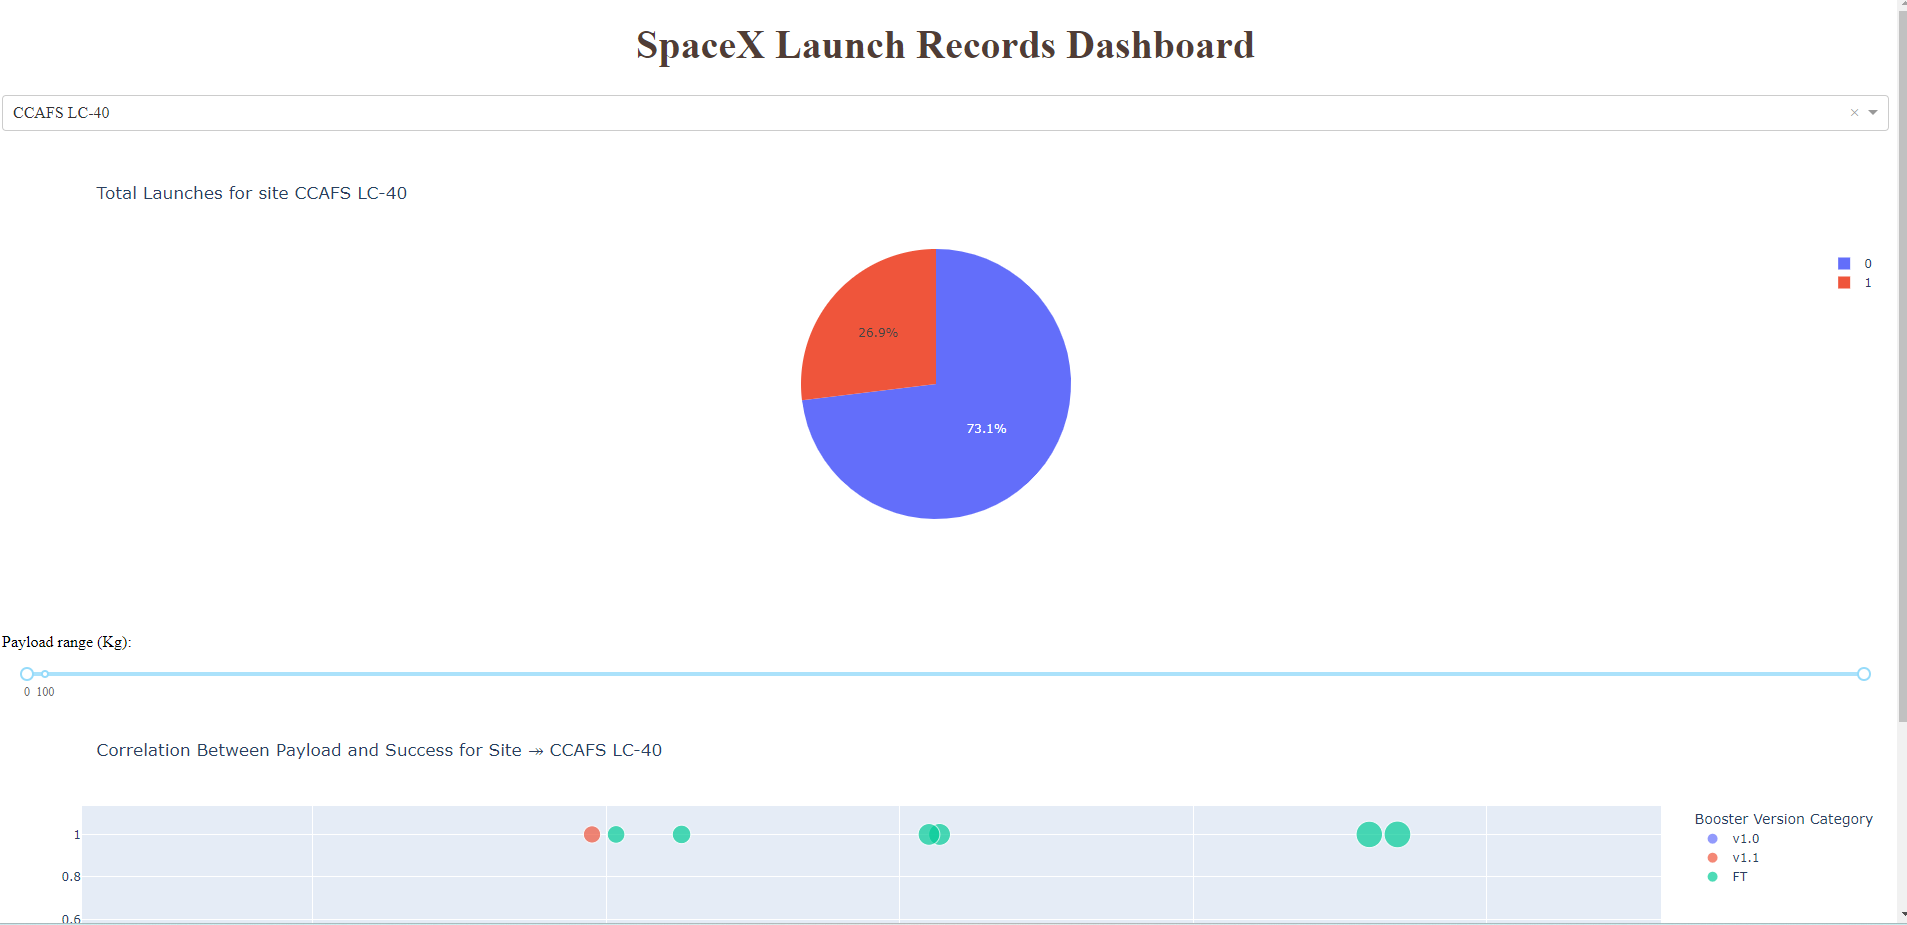 SpaceX Launch Records Dashboard
CCAFS LC-40
×
Total Launches for site CCAFS LC-40
0
1
26.9%
73.1%
Payload range (Kg):
0 100
Correlation Between Payload and Success for Site ↠ CCAFS LC-40
1
0.8
0.6
Booster Version Category
v1.0
v1.1
FT